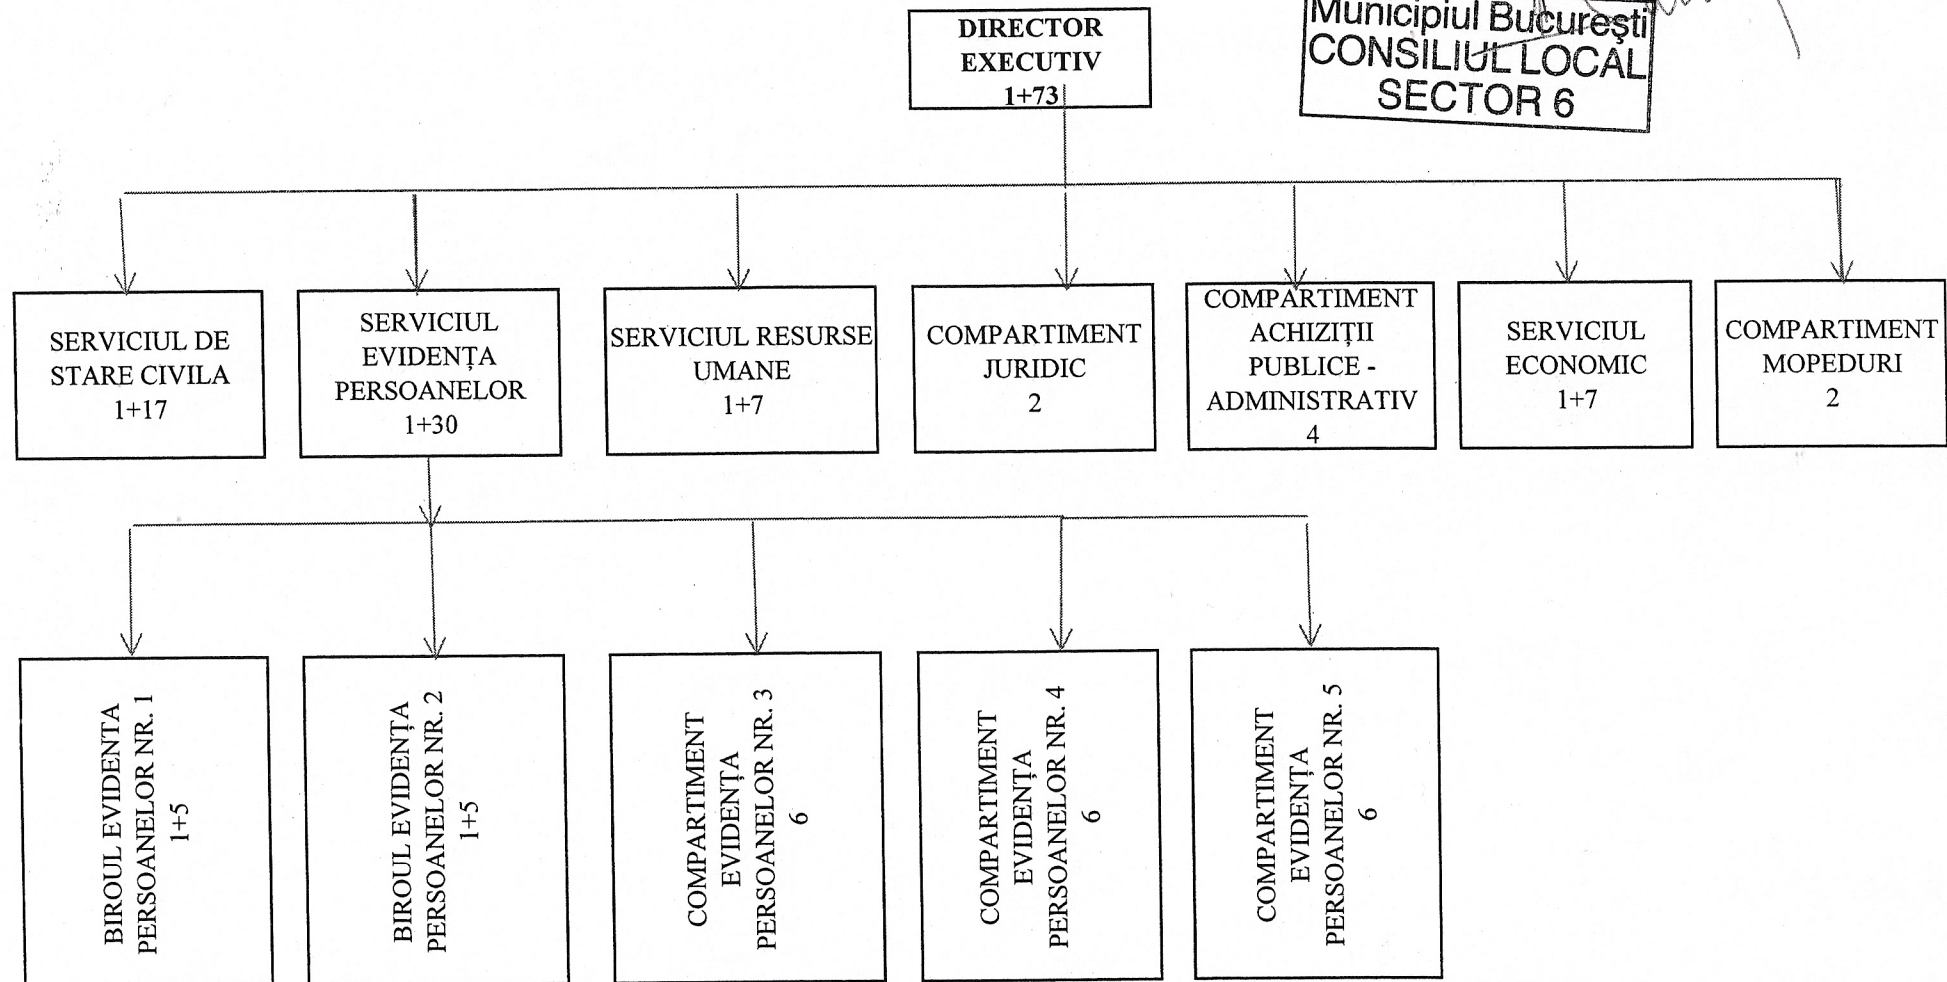 DIRECTOR
EXECUTIV
1+73
Municipiul Bucureşti
CONSILIUL LOCAL
SECTOR 6
SERVICIUL DE
STARE CIVILA
1+17
SERVICIUL
EVIDENȚA
PERSOANELOR
1+30
SERVICIUL RESURSE
UMANE
1+7
COMPARTIMENT
JURIDIC
2
COMPARTIMENT
ACHIZIȚII
PUBLICE -
ADMINISTRATIV
4
SERVICIUL
ECONOMIC
1+7
COMPARTIMENT
MOPEDURI
2
BIROUL EVIDENTA
PERSOANELOR NR. 1
1+5
BIROUL EVIDENȚA
PERSOANELOR NR. 2
1+5
COMPARTIMENT
EVIDENȚA
PERSOANELOR NR. 3
6
COMPARTIMENT
EVIDENȚA
PERSOANELOR NR. 4
6
COMPARTIMENT
EVIDENȚA
PERSOANELOR NR. 5
6